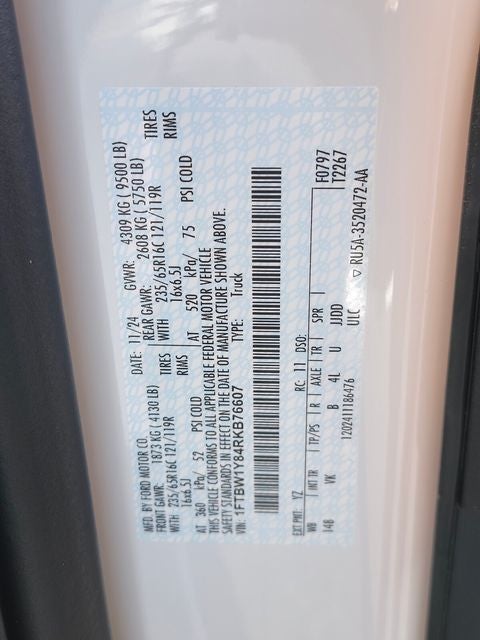 MFD. BY FORD MOTOR CO.
DATE: 11/24 GVWR: 4309 KG ( 9500 LB)
FRONT GAWR: 1873 KG ( 4130 LB) REAR GAWR: 2608 KG ( 5750 LB)
WITH 235/65R16C 121/119R TIRES WITH 235/65R16C 121/119R TIRES
16x6.5J RIMS 16x6.5J RIMS
AT 360 kPa/ 52 PSI COLD AT 520 kPa/ 75 PSI COLD
THIS VEHICLE CONFORMS TO ALL APPLICABLE FEDERAL MOTOR VEHICLE
SAFETY STANDARDS IN EFFECT ON THE DATE OF MANUFACTURE SHOWN ABOVE.
VIN: 1FTBW1Y84RKB76607 TYPE: Truck
EXT PNT: YZ RC: 11 DSO: F0797
WB INT TR TP/PS R AXLE TR SPR T2267
148 VK B 4L U JJDD
1202411186476 ULC ▽ RU5A-3520472-AA